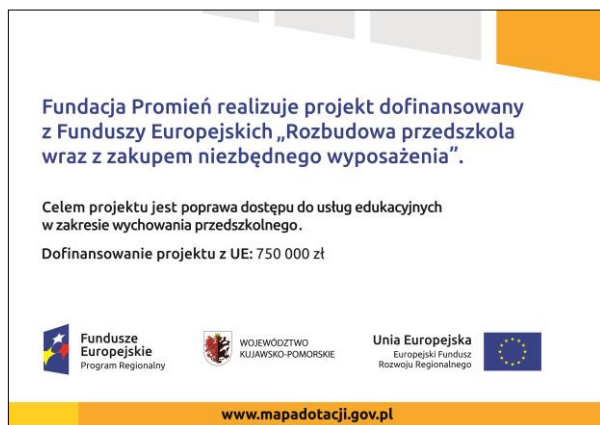 Fundacja Promień realizuje projekt dofinansowany
z Funduszy Europejskich „Rozbudowa przedszkola
wraz z zakupem niezbędnego wyposażenia”.
Celem projektu jest poprawa dostępu do usług edukacyjnych
w zakresie wychowania przedszkolnego.
Dofinansowanie projektu z UE: 750 000 zł
Fundusze
Europejskie
Program Regionalny
WOJEWÓDZTWO
KUJAWSKO-POMORSKIE
Unia Europejska
Europejski Fundusz
Rozwoju Regionalnego
www.mapadotacji.gov.pl